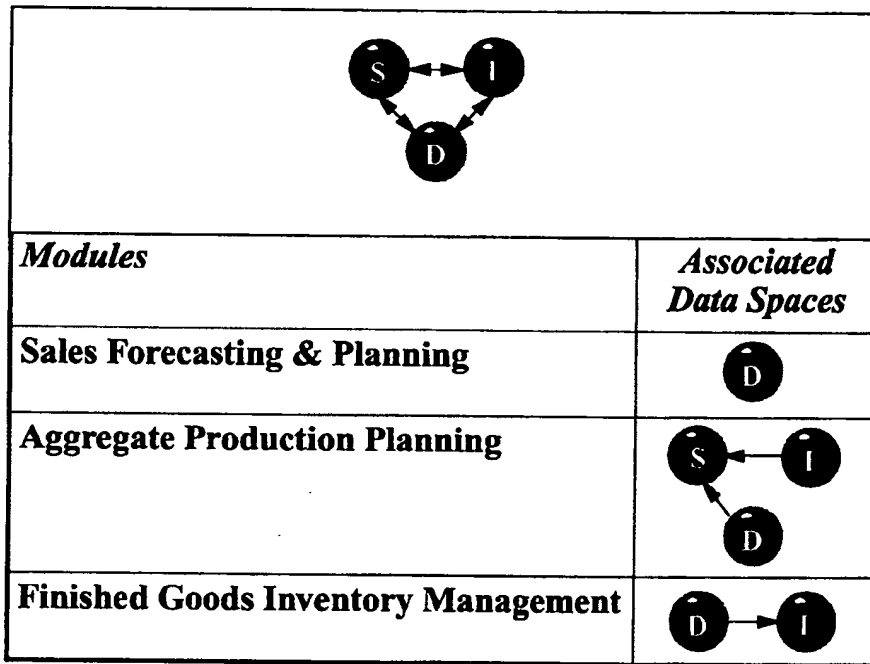 S I
D
Modules
Associated
Data Spaces
Sales Forecasting & Planning
D
Aggregate Production Planning
S I
D
Finished Goods Inventory Management
D I